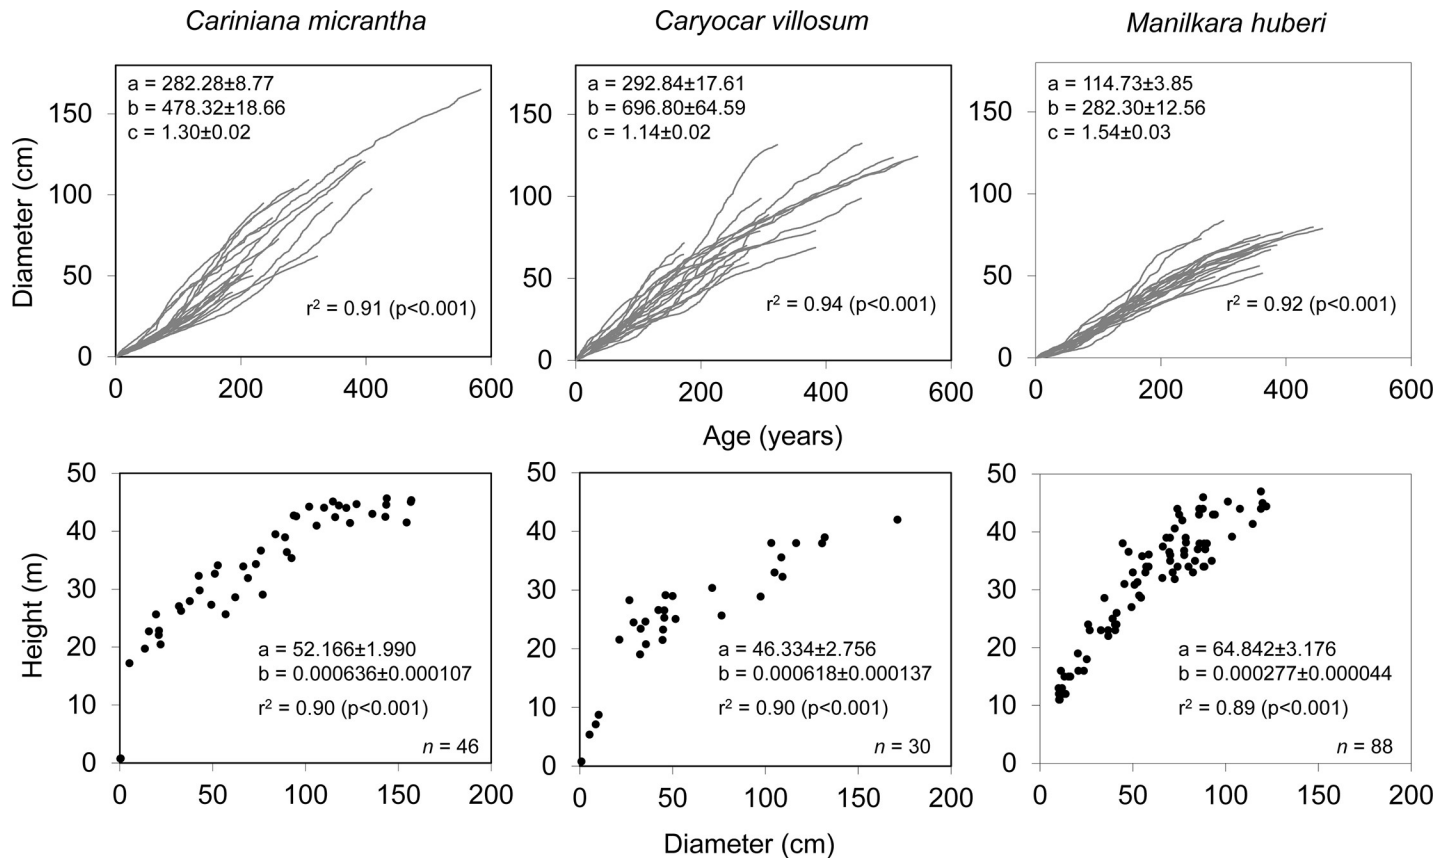 Cariniana micrantha
Caryocar villosum
Manilkara huberi
Diameter (cm)
150
100
50
0
a = 282.28±8.77
b = 478.32±18.66
c = 1.30±0.02
r² = 0.91 (p<0.001)
0 200 400 600
150
100
50
0
a = 292.84±17.61
b = 696.80±64.59
c = 1.14±0.02
r² = 0.94 (p<0.001)
0 200 400 600
150
100
50
0
a = 114.73±3.85
b = 282.30±12.56
c = 1.54±0.03
r² = 0.92 (p<0.001)
0 200 400 600
Age (years)
Height (m)
50
40
30
20
10
0
a = 52.166±1.990
b = 0.000636±0.000107
r² = 0.90 (p<0.001)
n = 46
0 50 100 150 200
50
40
30
20
10
0
a = 46.334±2.756
b = 0.000618±0.000137
r² = 0.90 (p<0.001)
n = 30
0 50 100 150 200
50
40
30
20
10
0
a = 64.842±3.176
b = 0.000277±0.000044
r² = 0.89 (p<0.001)
n = 88
0 50 100 150 200
Diameter (cm)